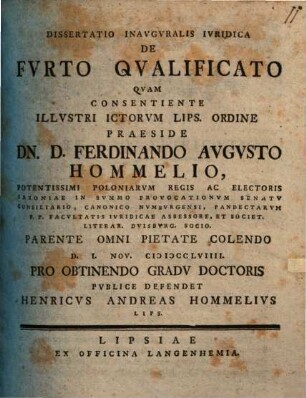 DISSERTATIO INAVGVRALIS IVRIDICA
DE
FVRTO QVALIFICATO
QVAM
CONSENTIENTE
ILLVSTRI ICTORVM LIPS. ORDINE
PRAESIDE
DN. D. FERDINANDO AVGVSTO
HOMMELIO,
POTENTISSIMI POLONIARVM REGIS AC ELECTORIS
SAXONIAE IN SVMMO PROVOCATIONVM SENATV
CONSILIARIO, CANONICO NVMBVRGENSI, PANDECTARVM
P. P. FACVLTATIS IVRIDICAE ASSESSORE, ET SOCIET.
LITERAR. DVISBVRG. SOCIO.
PARENTE OMNI PIETATE COLENDO
D. I. NOV. CIↃIↃCCLVIIII.
PRO OBTINENDO GRADV DOCTORIS
PVBLICE DEFENDET
HENRICVS ANDREAS HOMMELIVS
LIPS.
LIPSIAE
EX OFFICINA LANGENHEMIA.